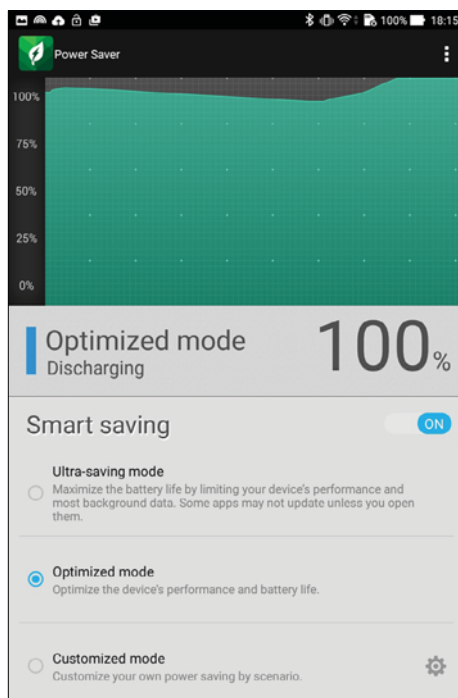 100% 18:15
Power Saver
100%
75%
50%
25%
0%
Optimized mode
Discharging
100%
Smart saving
ON
Ultra-saving mode
Maximize the battery life by limiting your device's performance and
most background data. Some apps may not update unless you open
them.
Optimized mode
Optimize the device's performance and battery life.
Customized mode
Customize your own power saving by scenario.